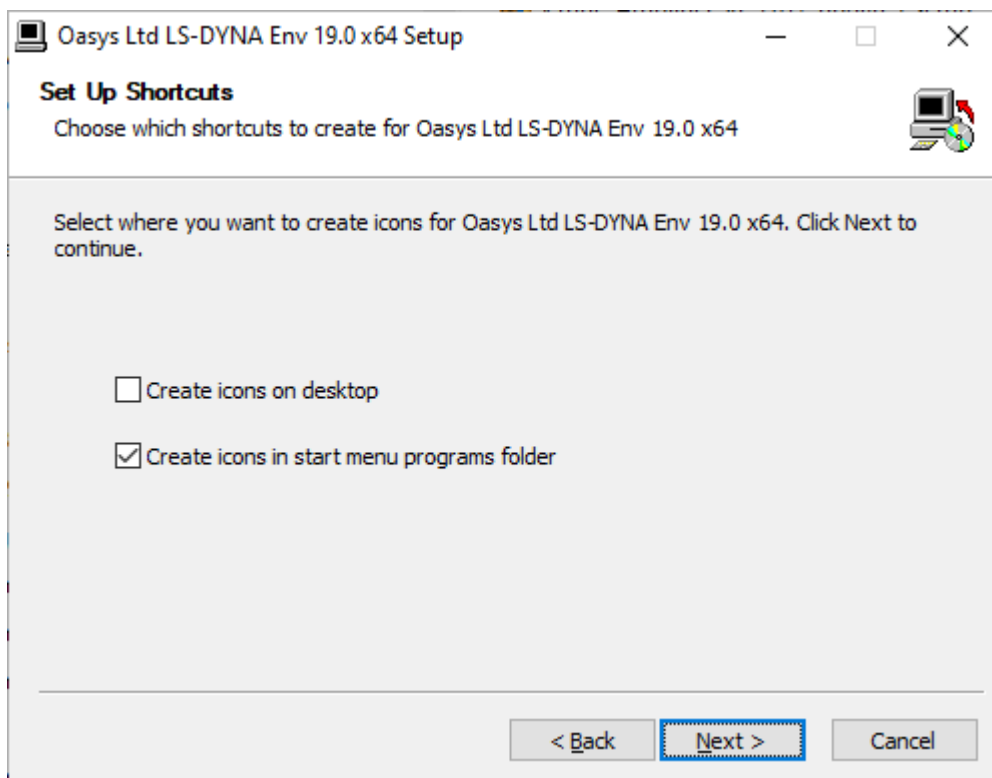 Oasys Ltd LS-DYNA Env 19.0 x64 Setup
Set Up Shortcuts
Choose which shortcuts to create for Oasys Ltd LS-DYNA Env 19.0 x64
Select where you want to create icons for Oasys Ltd LS-DYNA Env 19.0 x64. Click Next to
continue.
Create icons on desktop
Create icons in start menu programs folder
< Back
Next >
Cancel